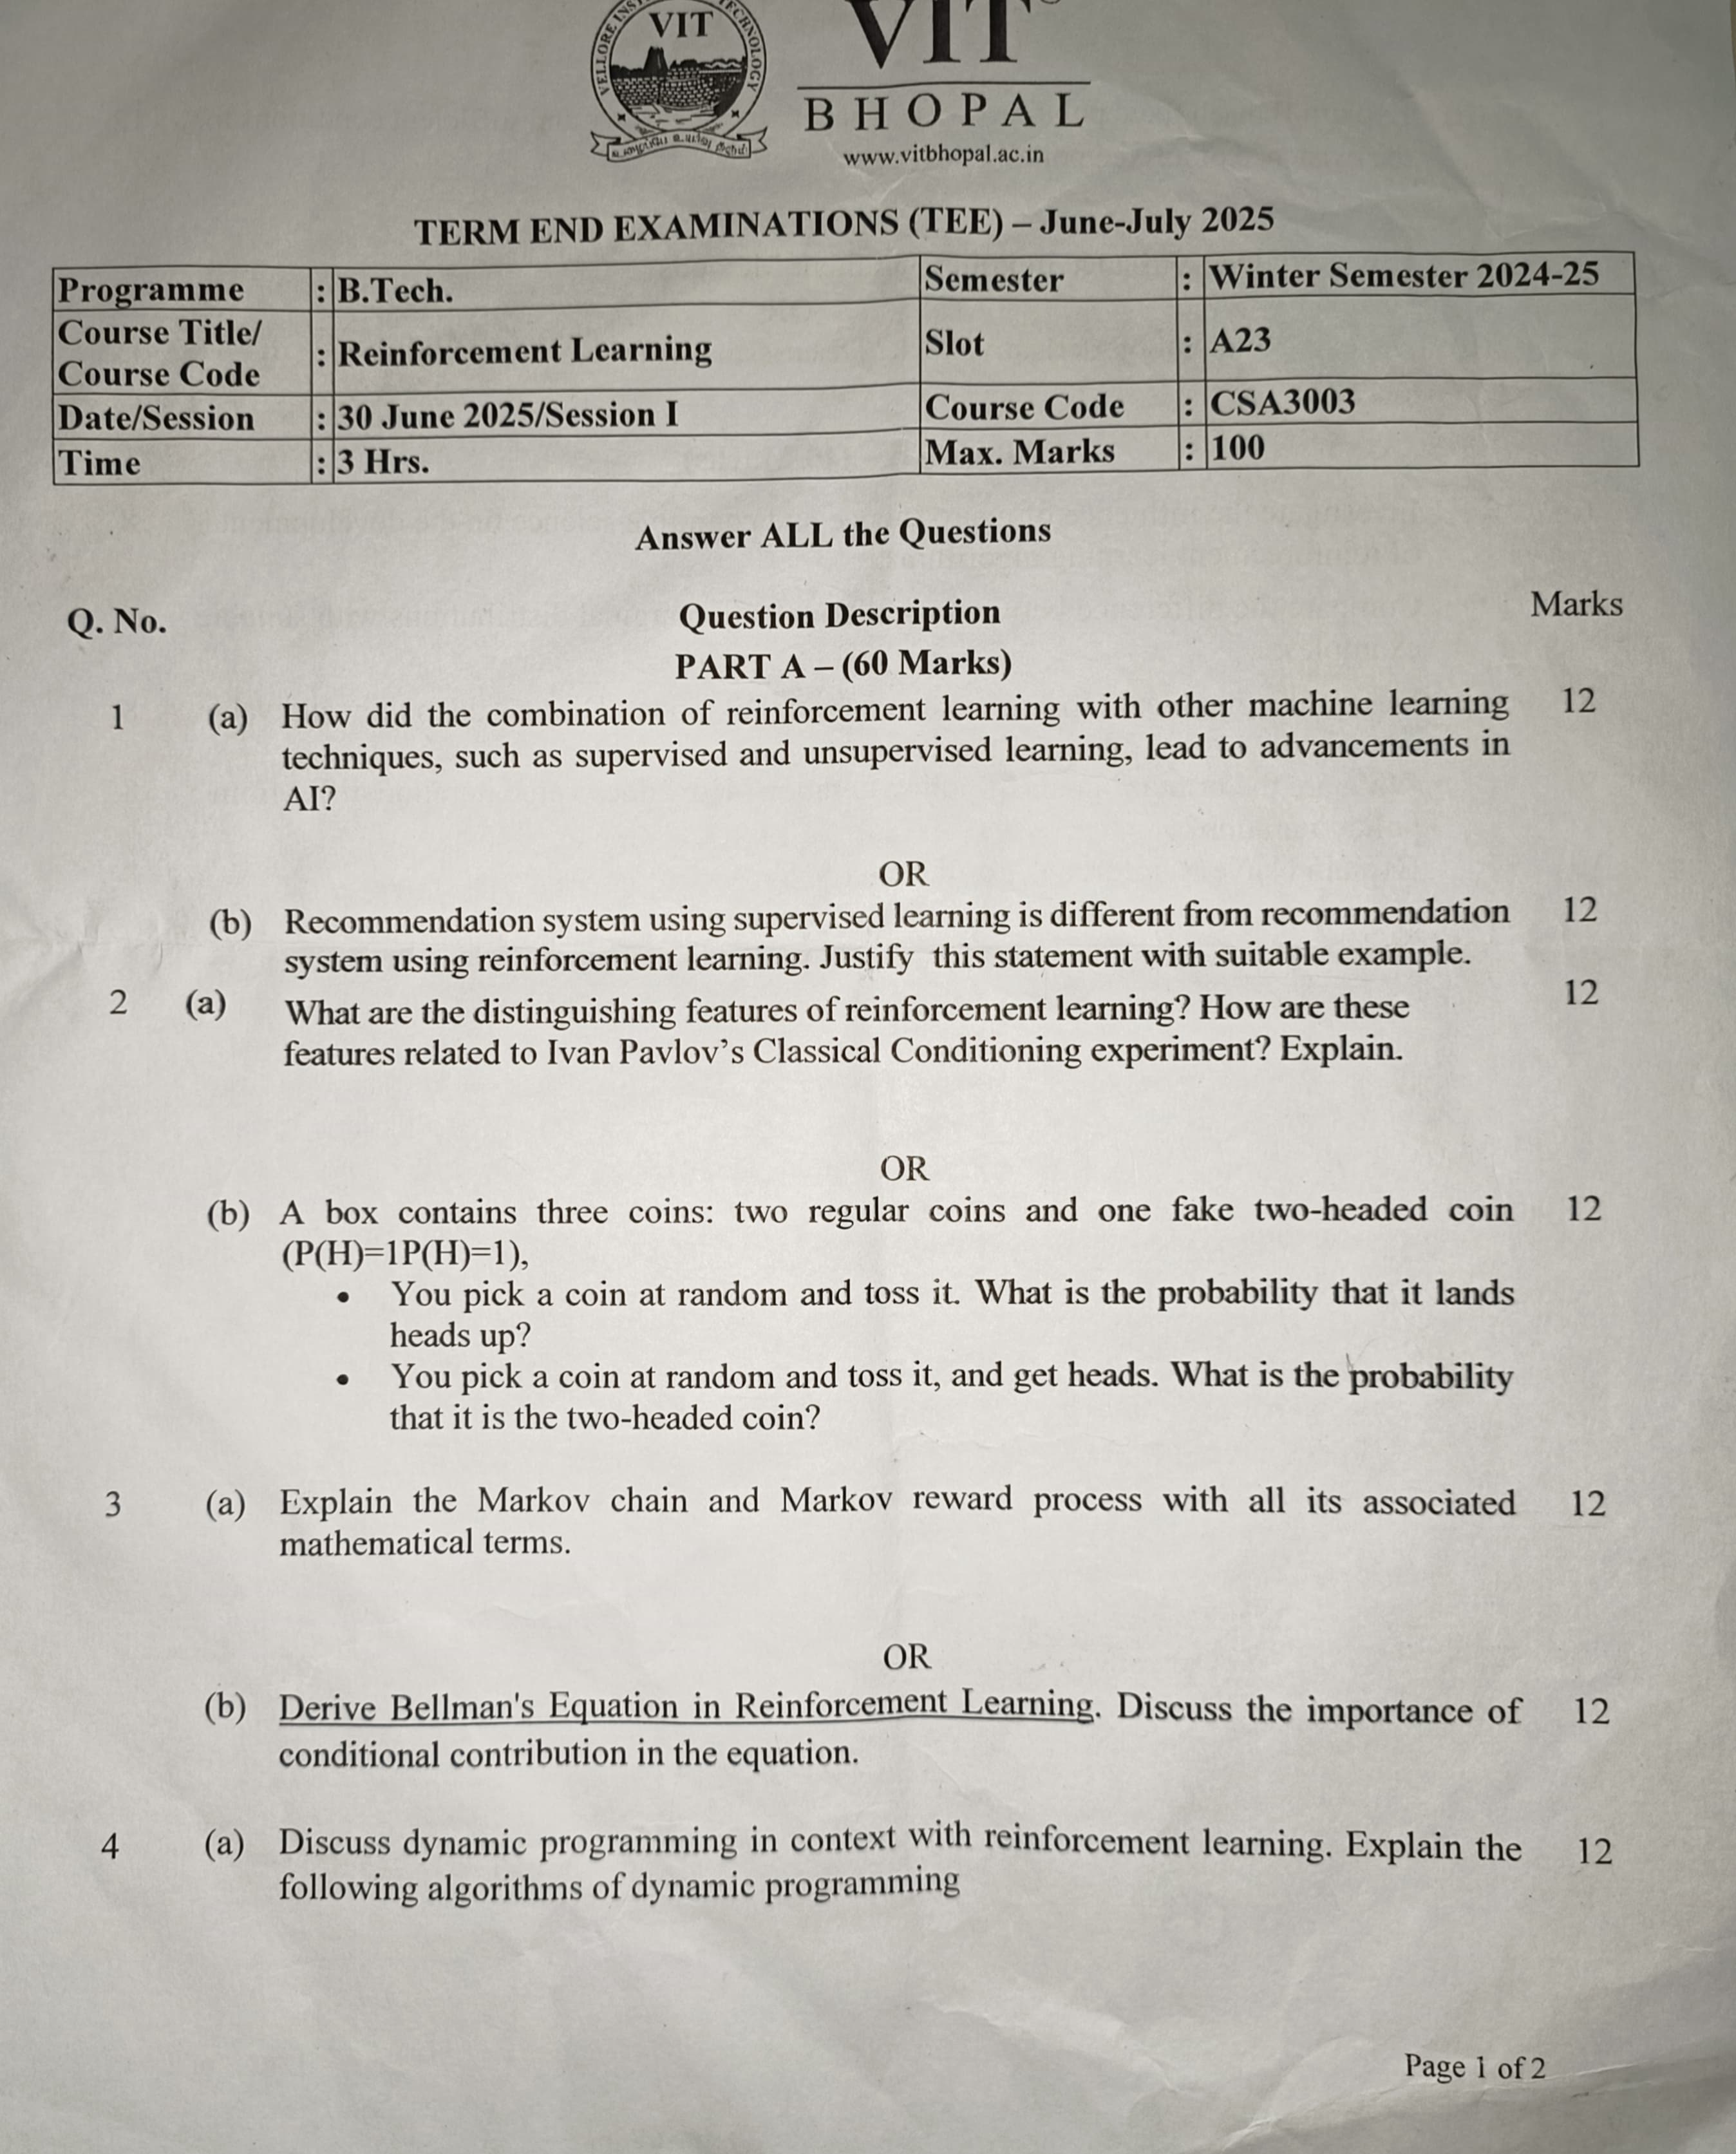 VELLORE INS TECHNOLOGY
VIT
VIT
BHOPAL
www.vitbhopal.ac.in
TERM END EXAMINATIONS (TEE) – June-July 2025
Programme : B.Tech. Semester : Winter Semester 2024-25
Course Title/
Course Code : Reinforcement Learning Slot : A23
Date/Session : 30 June 2025/Session I Course Code : CSA3003
Time : 3 Hrs. Max. Marks : 100
Answer ALL the Questions
Q. No. Question Description Marks
PART A – (60 Marks)
1 (a) How did the combination of reinforcement learning with other machine learning 12
techniques, such as supervised and unsupervised learning, lead to advancements in
AI?
OR
(b) Recommendation system using supervised learning is different from recommendation 12
system using reinforcement learning. Justify this statement with suitable example.
2 (a) What are the distinguishing features of reinforcement learning? How are these 12
features related to Ivan Pavlov's Classical Conditioning experiment? Explain.
OR
(b) A box contains three coins: two regular coins and one fake two-headed coin 12
(P(H)=1P(H)=1),
• You pick a coin at random and toss it. What is the probability that it lands
heads up?
• You pick a coin at random and toss it, and get heads. What is the probability
that it is the two-headed coin?
3 (a) Explain the Markov chain and Markov reward process with all its associated 12
mathematical terms.
OR
(b) Derive Bellman's Equation in Reinforcement Learning. Discuss the importance of 12
conditional contribution in the equation.
4 (a) Discuss dynamic programming in context with reinforcement learning. Explain the 12
following algorithms of dynamic programming
Page 1 of 2